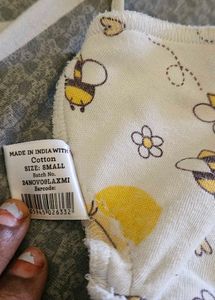 MADE IN INDIA WITH
Cotton
SIZE: SMALL
Batch No.
24NOV08LAXMI
Barcode: